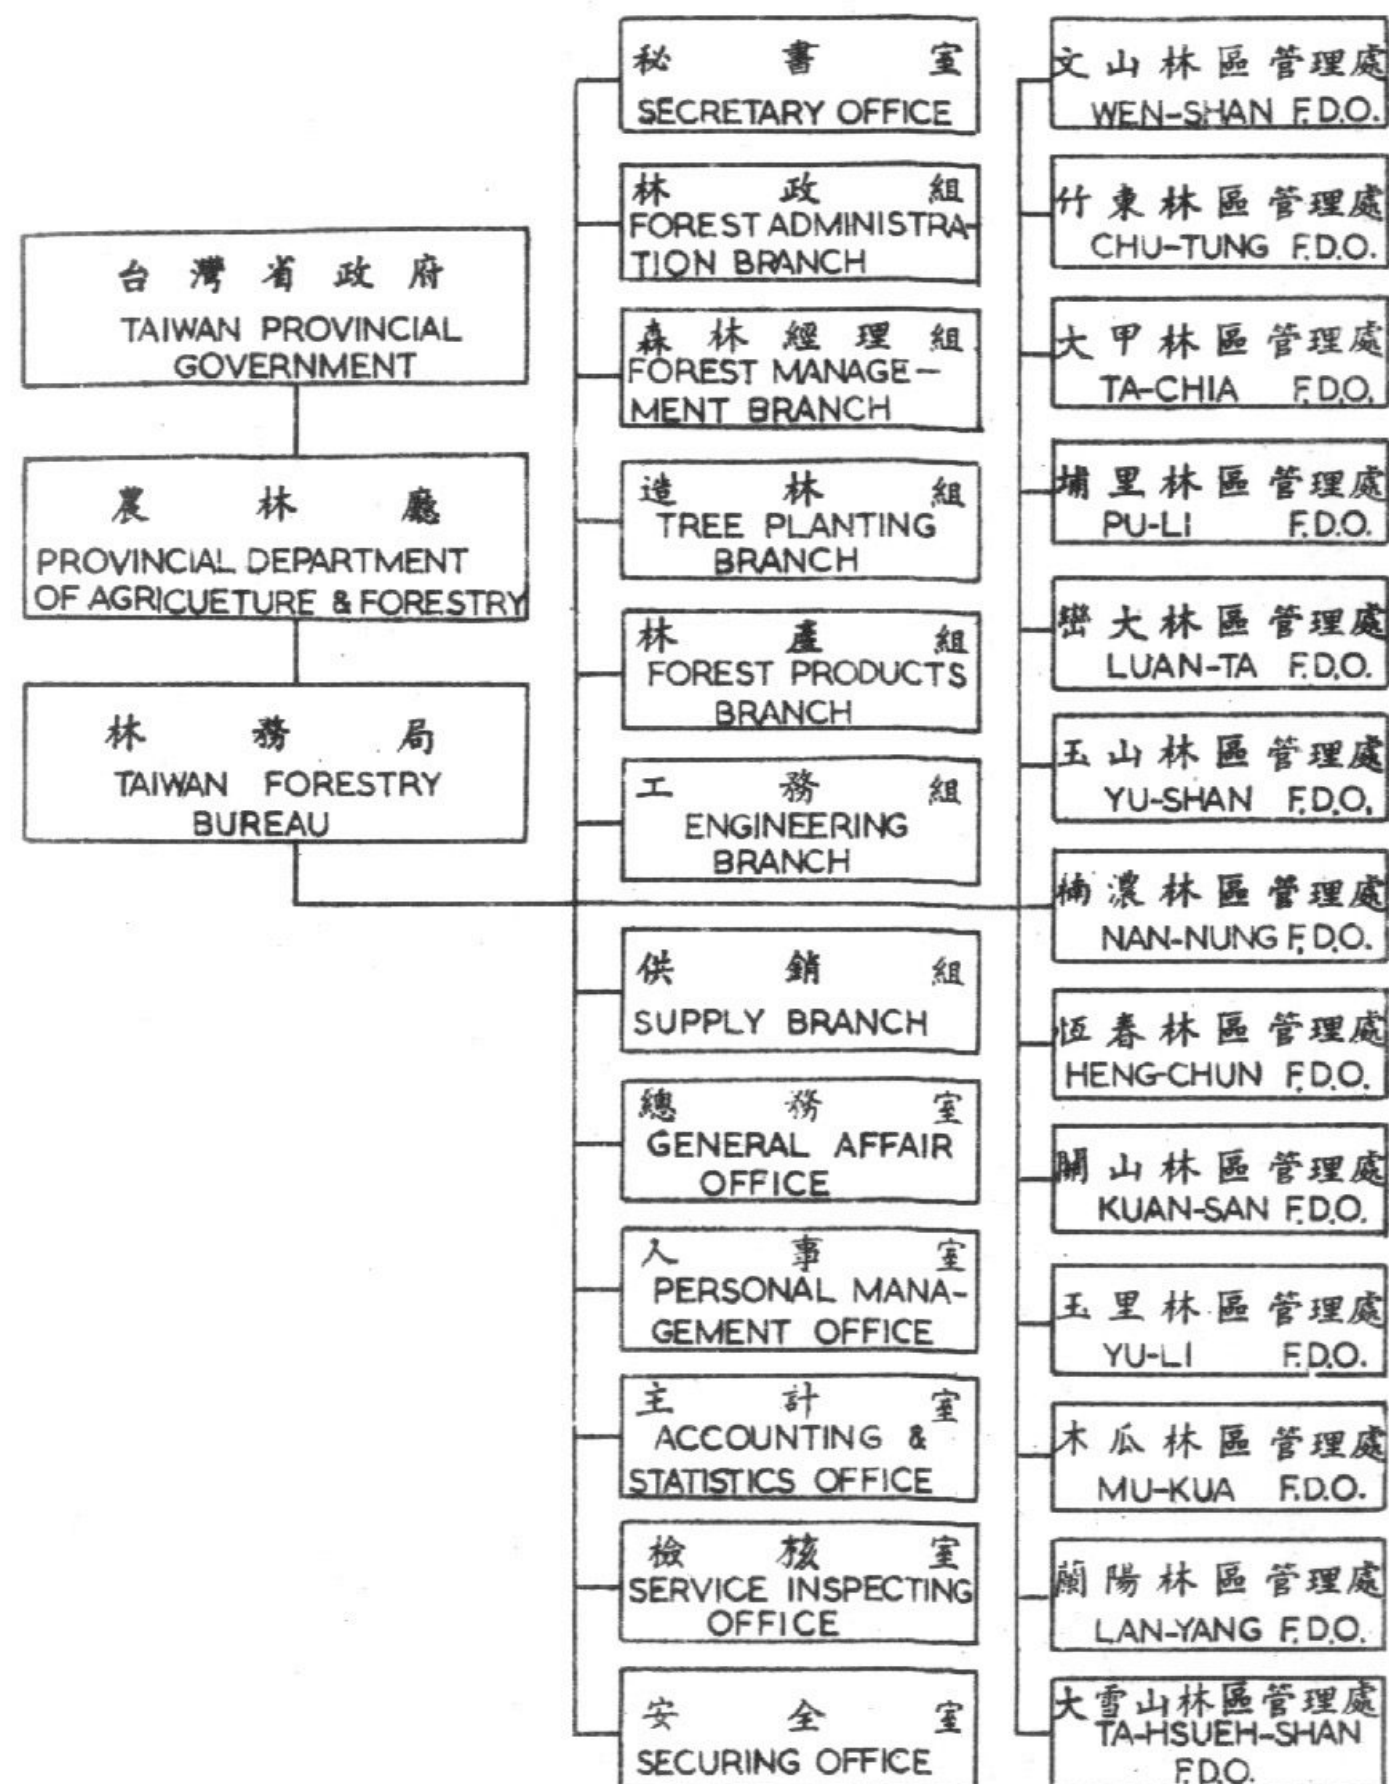 台灣省政府
TAIWAN PROVINCIAL
GOVERNMENT
農林廳
PROVINCIAL DEPARTMENT
OF AGRICUETURE & FORESTRY
林務局
TAIWAN FORESTRY
BUREAU
秘書室
SECRETARY OFFICE
林政組
FOREST ADMINISTRA-
TION BRANCH
森林經理組
FOREST MANAGE-
MENT BRANCH
造林組
TREE PLANTING
BRANCH
林產組
FOREST PRODUCTS
BRANCH
工務組
ENGINEERING
BRANCH
供銷組
SUPPLY BRANCH
總務室
GENERAL AFFAIR
OFFICE
人事室
PERSONAL MANA-
GEMENT OFFICE
主計室
ACCOUNTING &
STATISTICS OFFICE
檢核室
SERVICE INSPECTING
OFFICE
安全室
SECURING OFFICE
文山林區管理處
WEN-SHAN F.D.O.
竹東林區管理處
CHU-TUNG F.D.O.
大甲林區管理處
TA-CHIA F.D.O.
埔里林區管理處
PU-LI F.D.O.
巒大林區管理處
LUAN-TA F.D.O.
玉山林區管理處
YU-SHAN F.D.O.
楠濃林區管理處
NAN-NUNG F.D.O.
恆春林區管理處
HENG-CHUN F.D.O.
關山林區管理處
KUAN-SAN F.D.O.
玉里林區管理處
YU-LI F.D.O.
木瓜林區管理處
MU-KUA F.D.O.
蘭陽林區管理處
LAN-YANG F.D.O.
大雪山林區管理處
TA-HSUEH-SHAN
F.D.O.